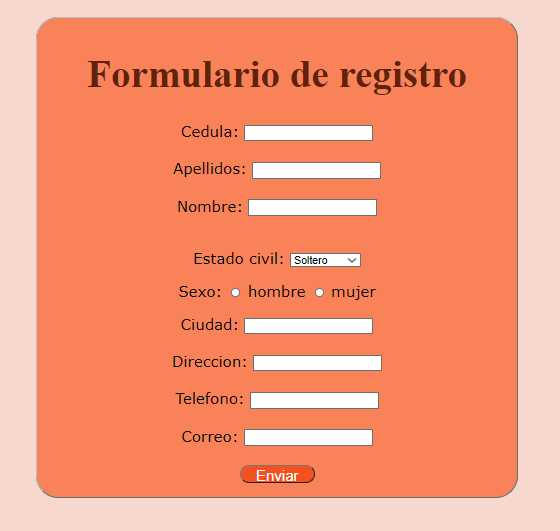 Formulario de registro
Cedula:
Apellidos:
Nombre:
Estado civil: Soltero
Sexo: hombre mujer
Ciudad:
Direccion:
Telefono:
Correo:
Enviar